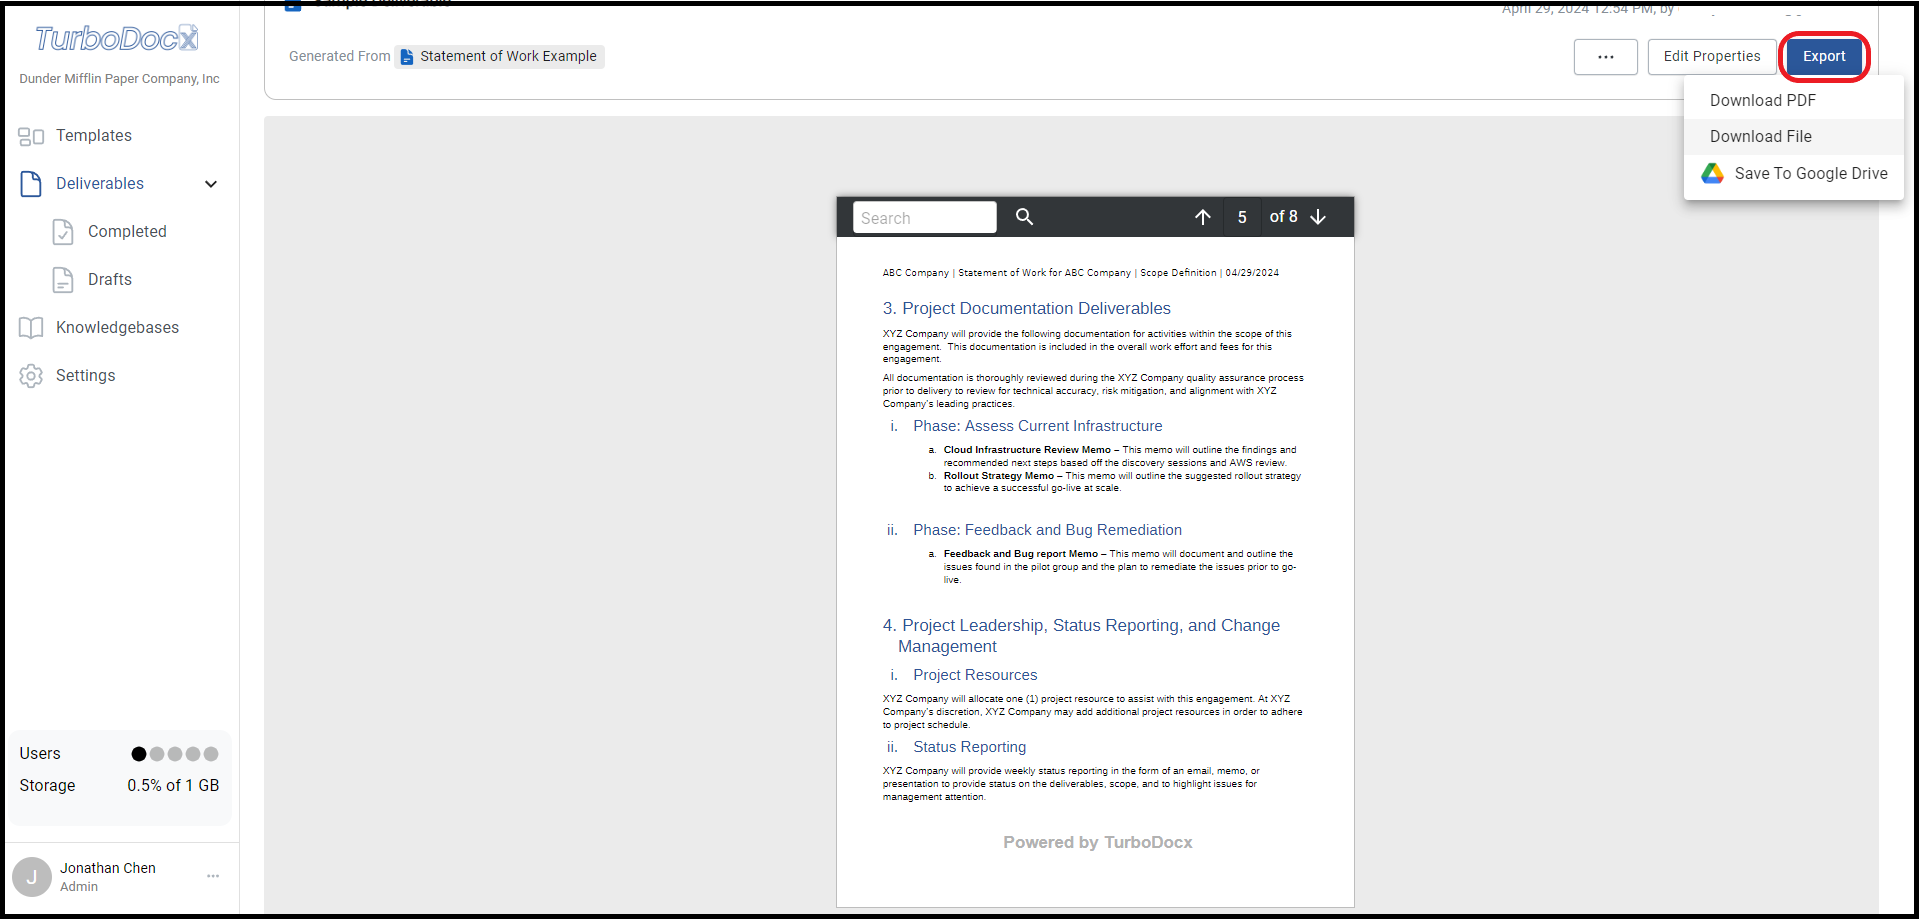 TurboDocx
Dunder Mifflin Paper Company, Inc
Templates
Deliverables
Completed
Drafts
Knowledgebases
Settings
Users
Storage 0.5% of 1 GB
J
Jonathan Chen
Admin
Sample Deliverable
April 29, 2024 12:54 PM, by
Generated From Statement of Work Example
Edit Properties
Export
Download PDF
Download File
Save To Google Drive
Search
5 of 8
ABC Company | Statement of Work for ABC Company | Scope Definition | 04/29/2024
3. Project Documentation Deliverables
XYZ Company will provide the following documentation for activities within the scope of this
engagement. This documentation is included in the overall work effort and fees for this
engagement.
All documentation is thoroughly reviewed during the XYZ Company quality assurance process
prior to delivery to review for technical accuracy, risk mitigation, and alignment with XYZ
Company's leading practices.
i. Phase: Assess Current Infrastructure
a. Cloud Infrastructure Review Memo – This memo will outline the findings and
recommended next steps based off the discovery sessions and AWS review.
b. Rollout Strategy Memo – This memo will outline the suggested rollout strategy
to achieve a successful go-live at scale.
ii. Phase: Feedback and Bug Remediation
a. Feedback and Bug report Memo – This memo will document and outline the
issues found in the pilot group and the plan to remediate the issues prior to go-
live.
4. Project Leadership, Status Reporting, and Change
Management
i. Project Resources
XYZ Company will allocate one (1) project resource to assist with this engagement. At XYZ
Company's discretion, XYZ Company may add additional project resources in order to adhere
to project schedule.
ii. Status Reporting
XYZ Company will provide weekly status reporting in the form of an email, memo, or
presentation to provide status on the deliverables, scope, and to highlight issues for
management attention.
Powered by TurboDocx